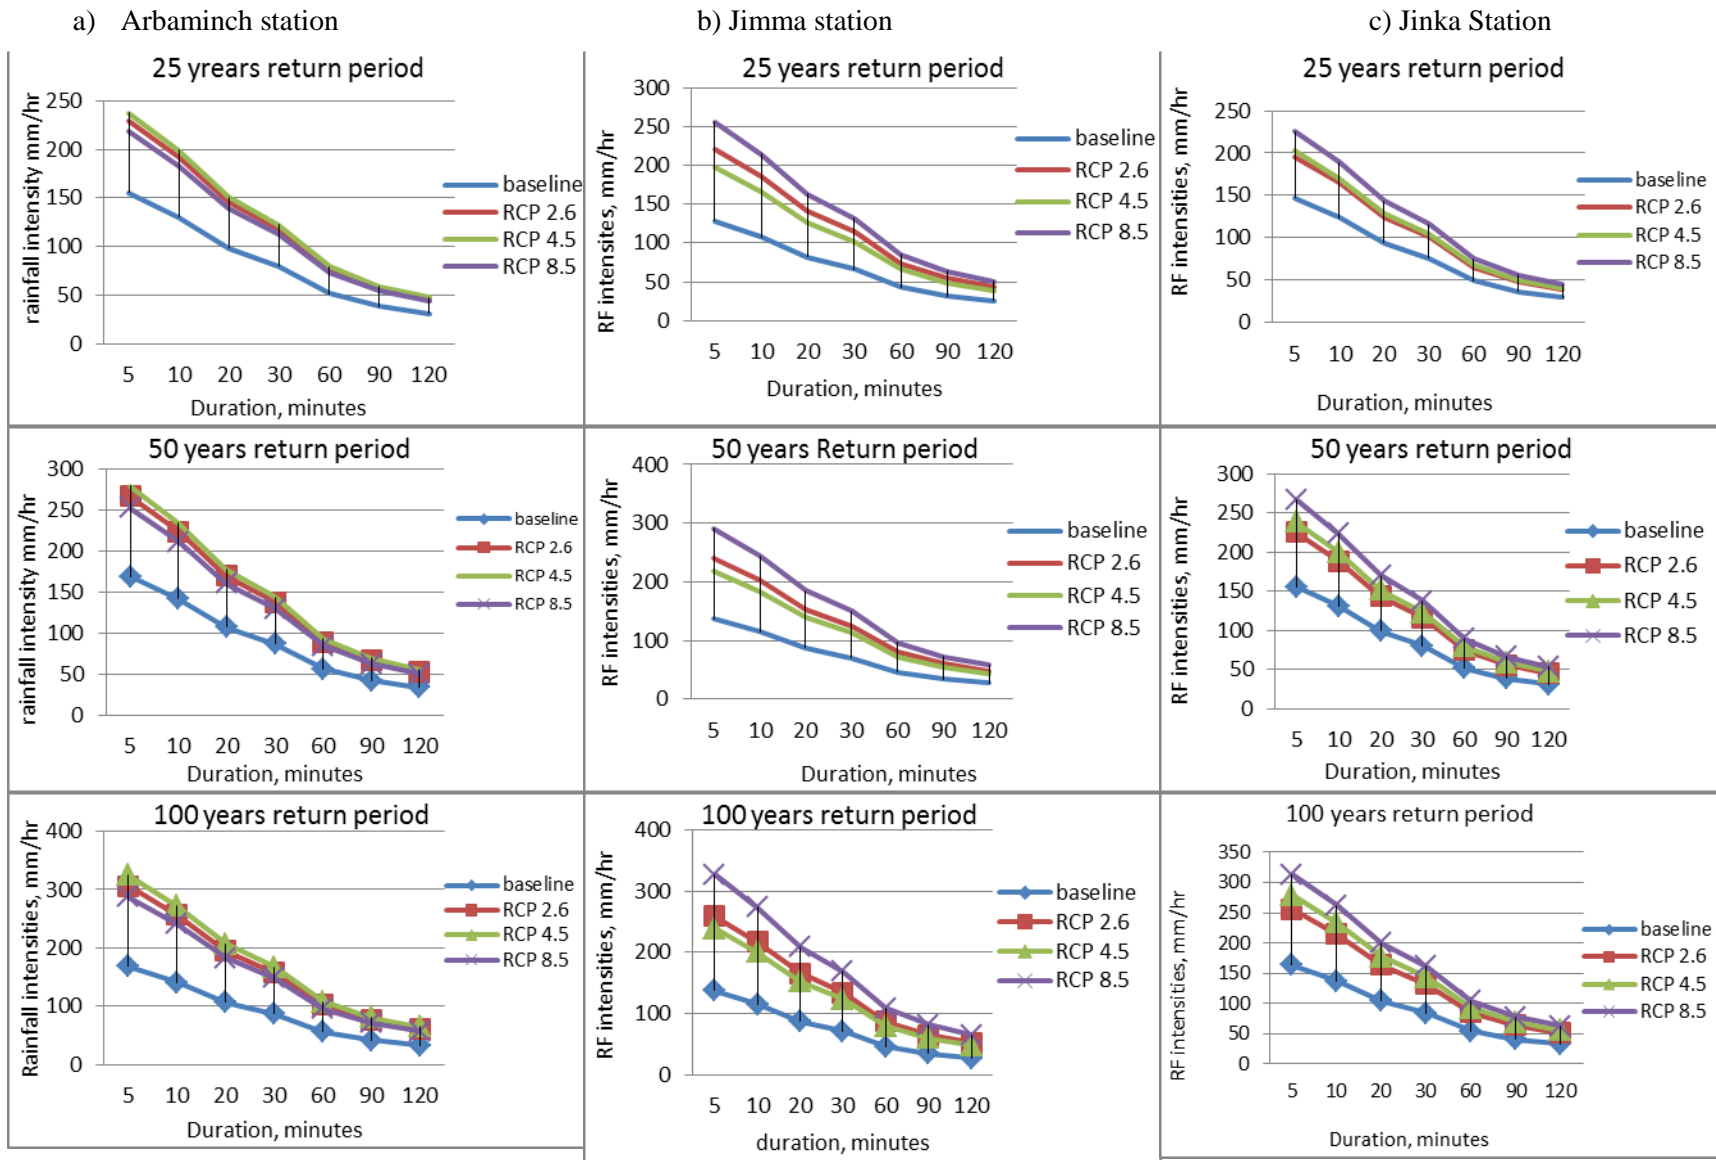 a) Arbaminch station
b) Jimma station
c) Jinka Station
25 yrears return period
rainfall intensity mm/hr
250
200
150
100
50
0
5 10 20 30 60 90 120
Duration, minutes
baseline
RCP 2.6
RCP 4.5
RCP 8.5
25 years return period
RF intensites, mm/hr
300
250
200
150
100
50
0
5 10 20 30 60 90 120
Duration, minutes
baseline
RCP 2.6
RCP 4.5
RCP 8.5
25 years return period
RF intensities, mm/hr
250
200
150
100
50
0
5 10 20 30 60 90 120
Duration, minutes
baseline
RCP 2.6
RCP 4.5
RCP 8.5
50 years return period
rainfall intensity mm/hr
300
250
200
150
100
50
0
5 10 20 30 60 90 120
Duration, minutes
baseline
RCP 2.6
RCP 4.5
RCP 8.5
50 years Return period
RF intensities, mm/hr
400
300
200
100
0
5 10 20 30 60 90 120
Duration, minutes
baseline
RCP 2.6
RCP 4.5
RCP 8.5
50 years return period
RF intensities, mm/hr
300
250
200
150
100
50
0
5 10 20 30 60 90 120
Duration, minutes
baseline
RCP 2.6
RCP 4.5
RCP 8.5
100 years return period
Rainfall intensities, mm/hr
400
300
200
100
0
5 10 20 30 60 90 120
Duration, minutes
baseline
RCP 2.6
RCP 4.5
RCP 8.5
100 years return period
RF intensities, mm/hr
400
300
200
100
0
5 10 20 30 60 90 120
duration, minutes
baseline
RCP 2.6
RCP 4.5
RCP 8.5
100 years return period
RF intensities, mm/hr
350
300
250
200
150
100
50
0
5 10 20 30 60 90 120
Duration, minutes
baseline
RCP 2.6
RCP 4.5
RCP 8.5